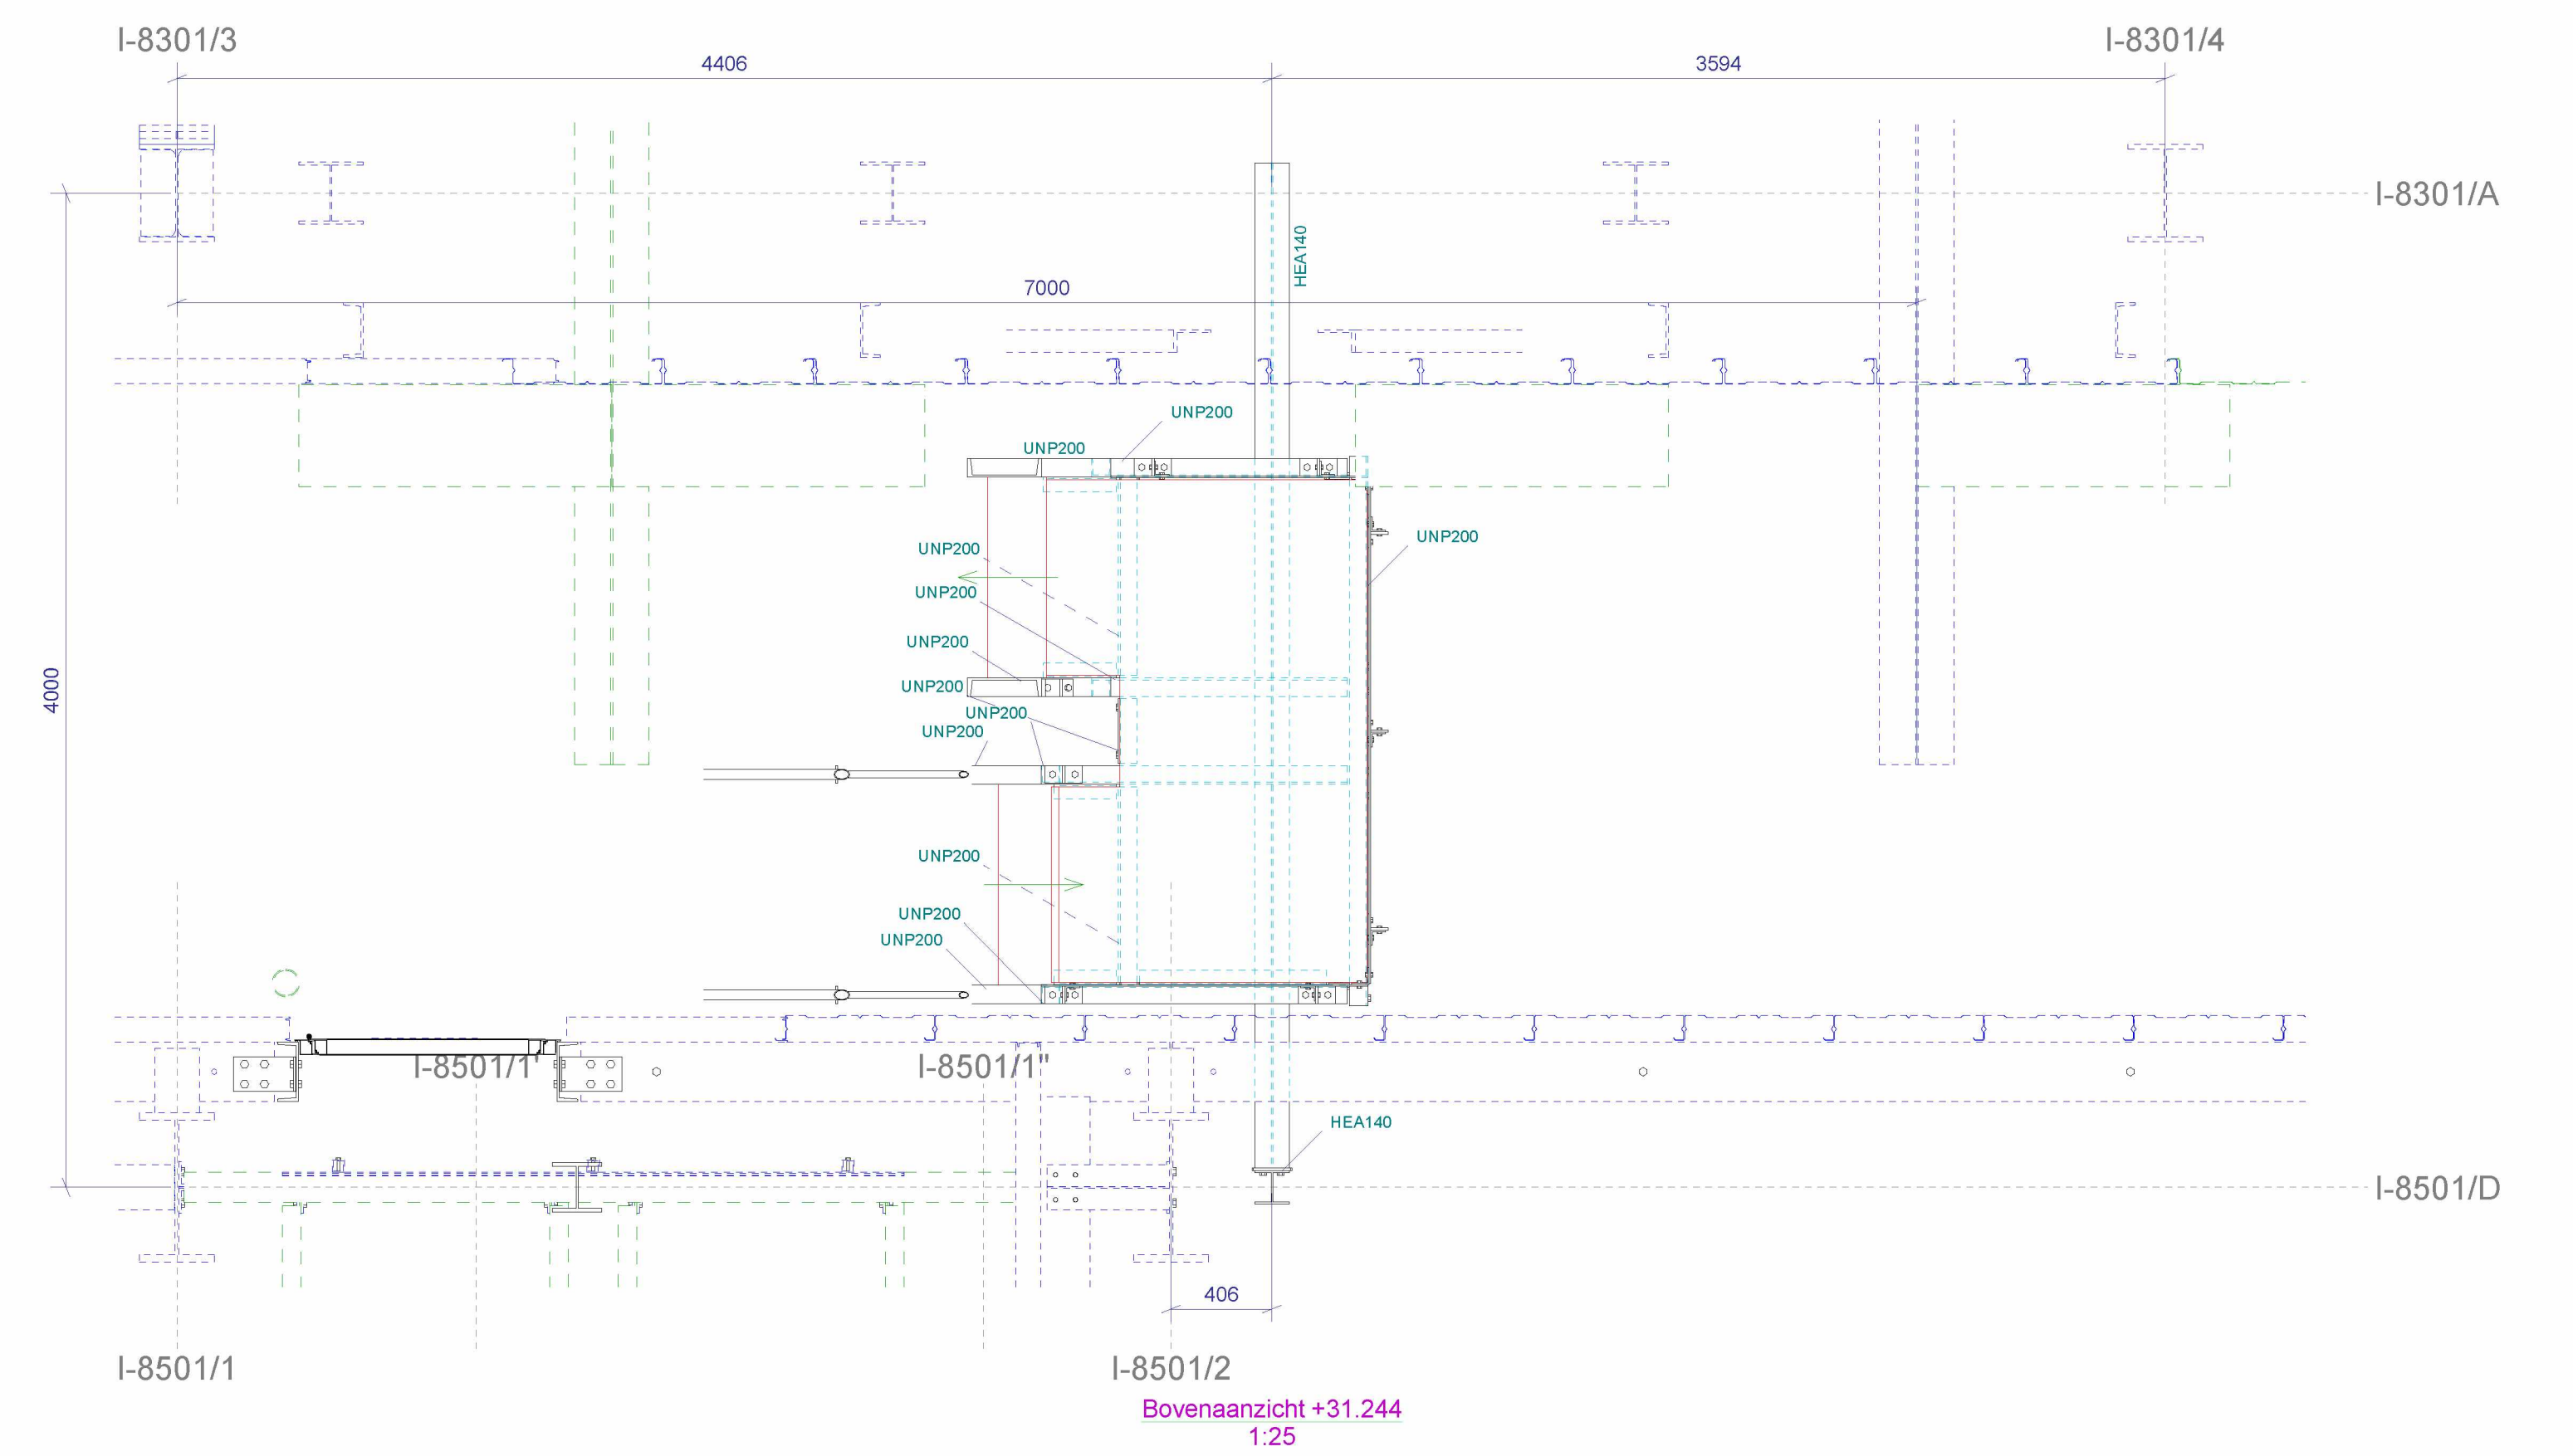 I-8301/3
I-8301/4
4406
3594
I-8301/A
HEA140
7000
UNP200
UNP200
UNP200
UNP200
UNP200
UNP200
4000
UNP200
UNP200
UNP200
UNP200
UNP200
UNP200
I-8501/1'
I-8501/1"
HEA140
I-8501/D
406
I-8501/1
I-8501/2
Bovenaanzicht +31.244
1:25